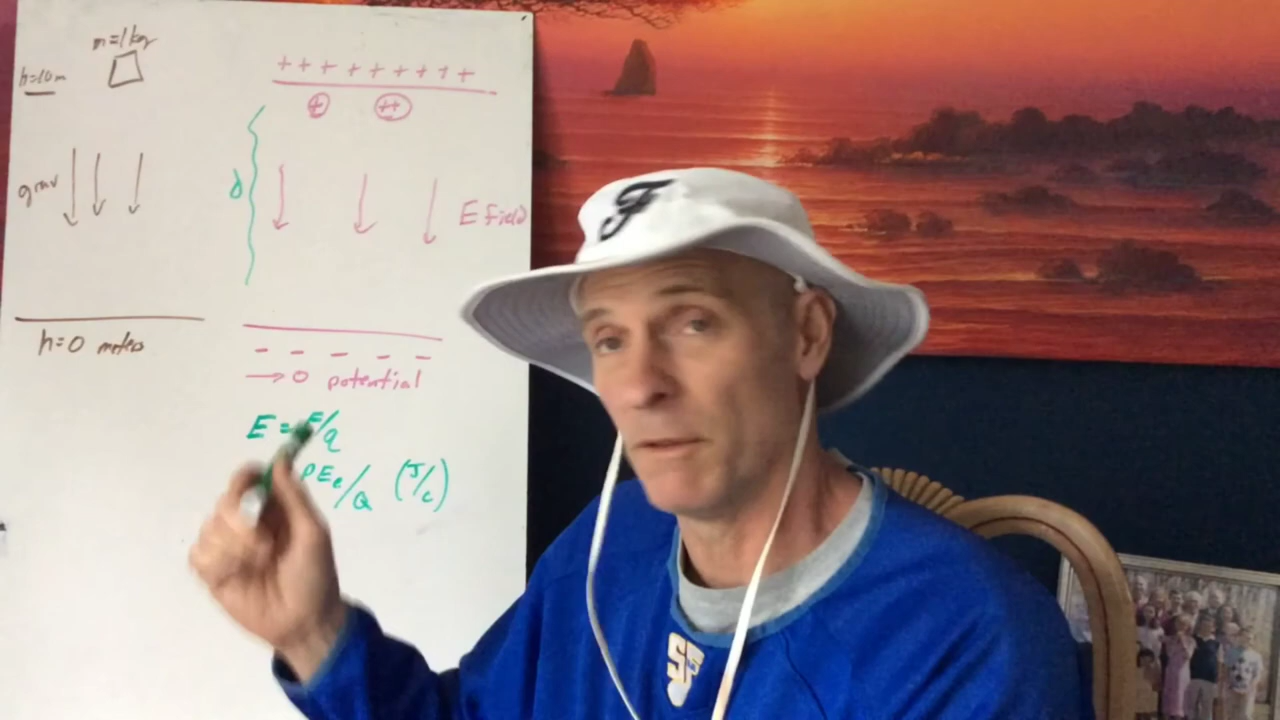 m=1kg
h=10m
+ + + + + + + + +
+ ++
grav
d
E Field
h=0 meters
- - - - -
→ 0 potential
E = F/q
PEe/Q (J/C)
F
SF